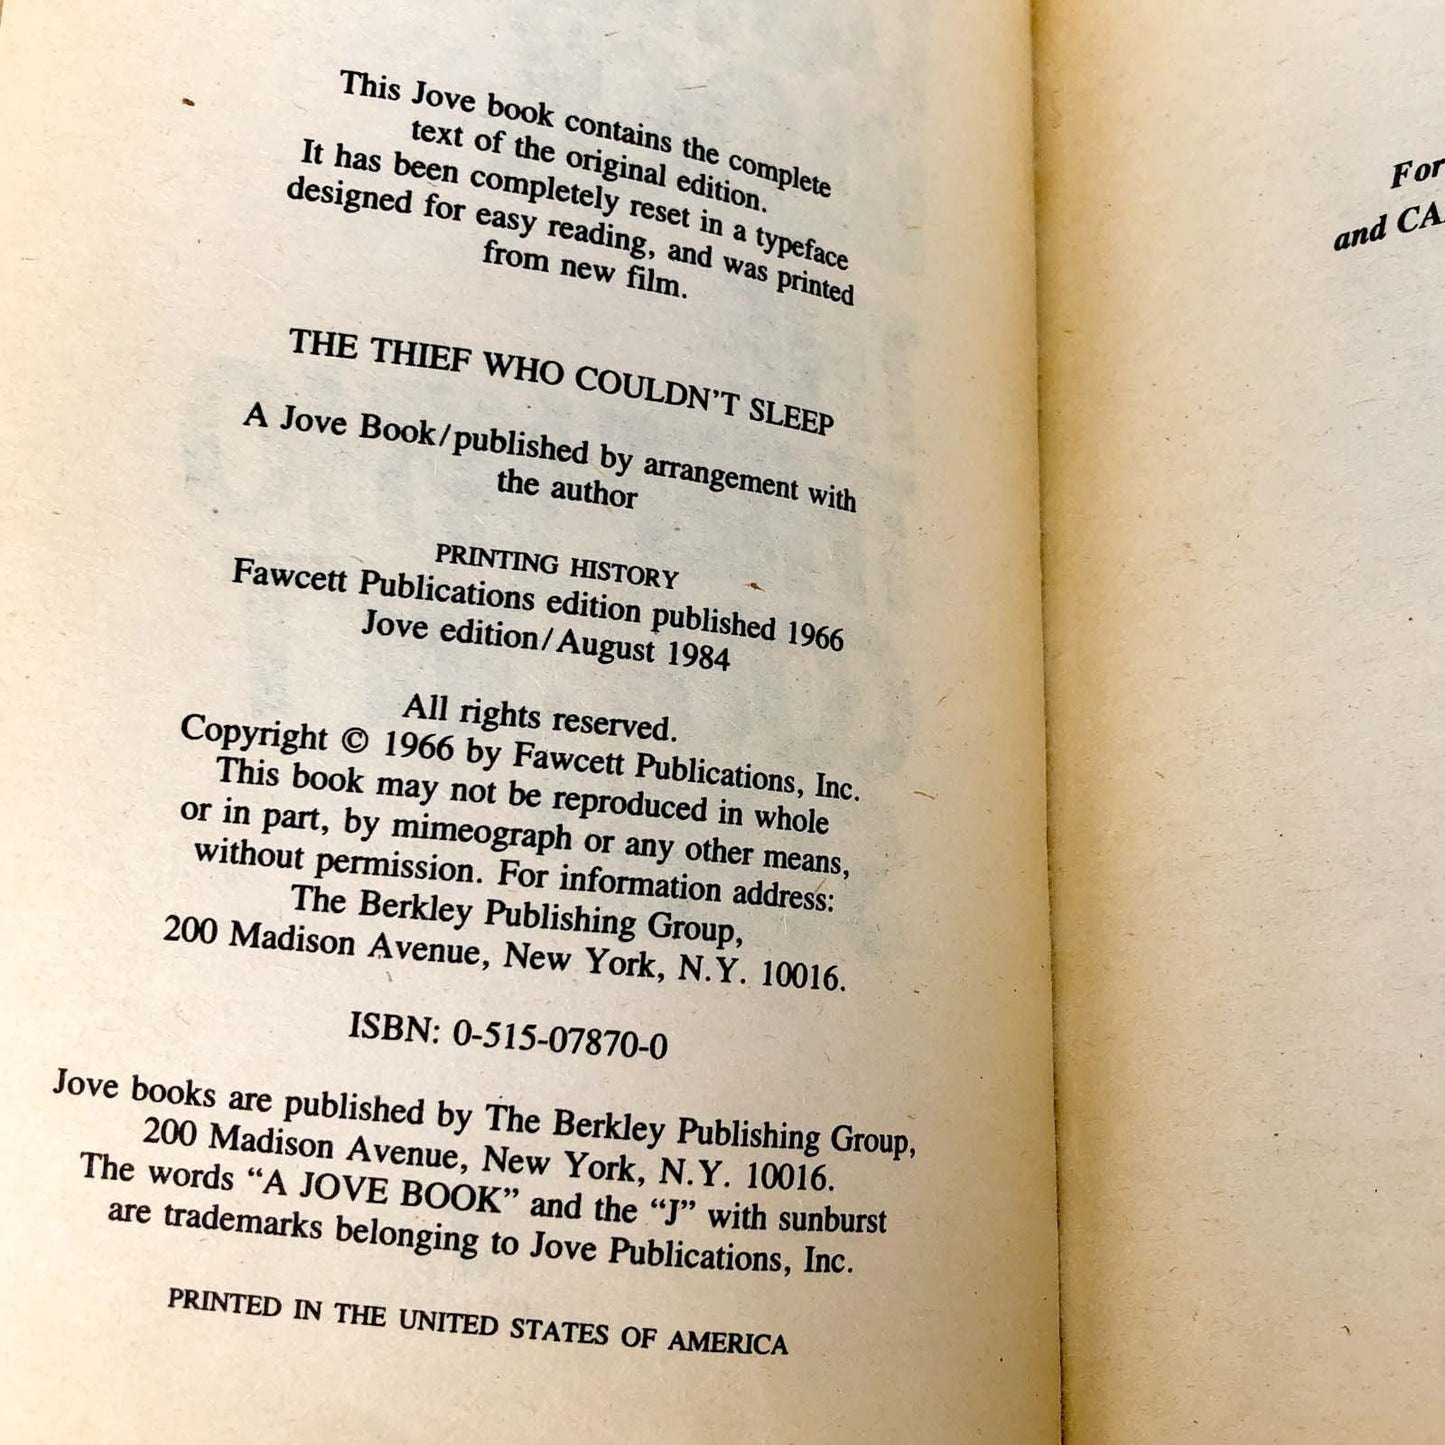 This Jove book contains the complete
text of the original edition.
It has been completely reset in a typeface
designed for easy reading, and was printed
from new film.
THE THIEF WHO COULDN'T SLEEP
A Jove Book/published by arrangement with
the author
PRINTING HISTORY
Fawcett Publications edition published 1966
Jove edition/August 1984
All rights reserved.
Copyright © 1966 by Fawcett Publications, Inc.
This book may not be reproduced in whole
or in part, by mimeograph or any other means,
without permission. For information address:
The Berkley Publishing Group,
200 Madison Avenue, New York, N.Y. 10016.
ISBN: 0-515-07870-0
Jove books are published by The Berkley Publishing Group,
200 Madison Avenue, New York, N.Y. 10016.
The words “A JOVE BOOK” and the “J” with sunburst
are trademarks belonging to Jove Publications, Inc.
PRINTED IN THE UNITED STATES OF AMERICA
For
and